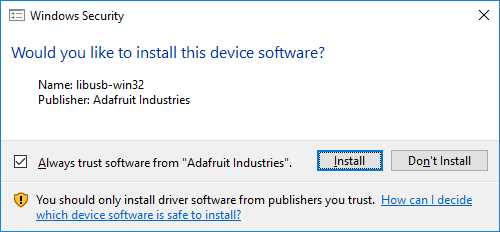 Windows Security
Would you like to install this device software?
Name: libusb-win32
Publisher: Adafruit Industries
Always trust software from "Adafruit Industries".
Install
Don't Install
You should only install driver software from publishers you trust. How can I decide
which device software is safe to install?